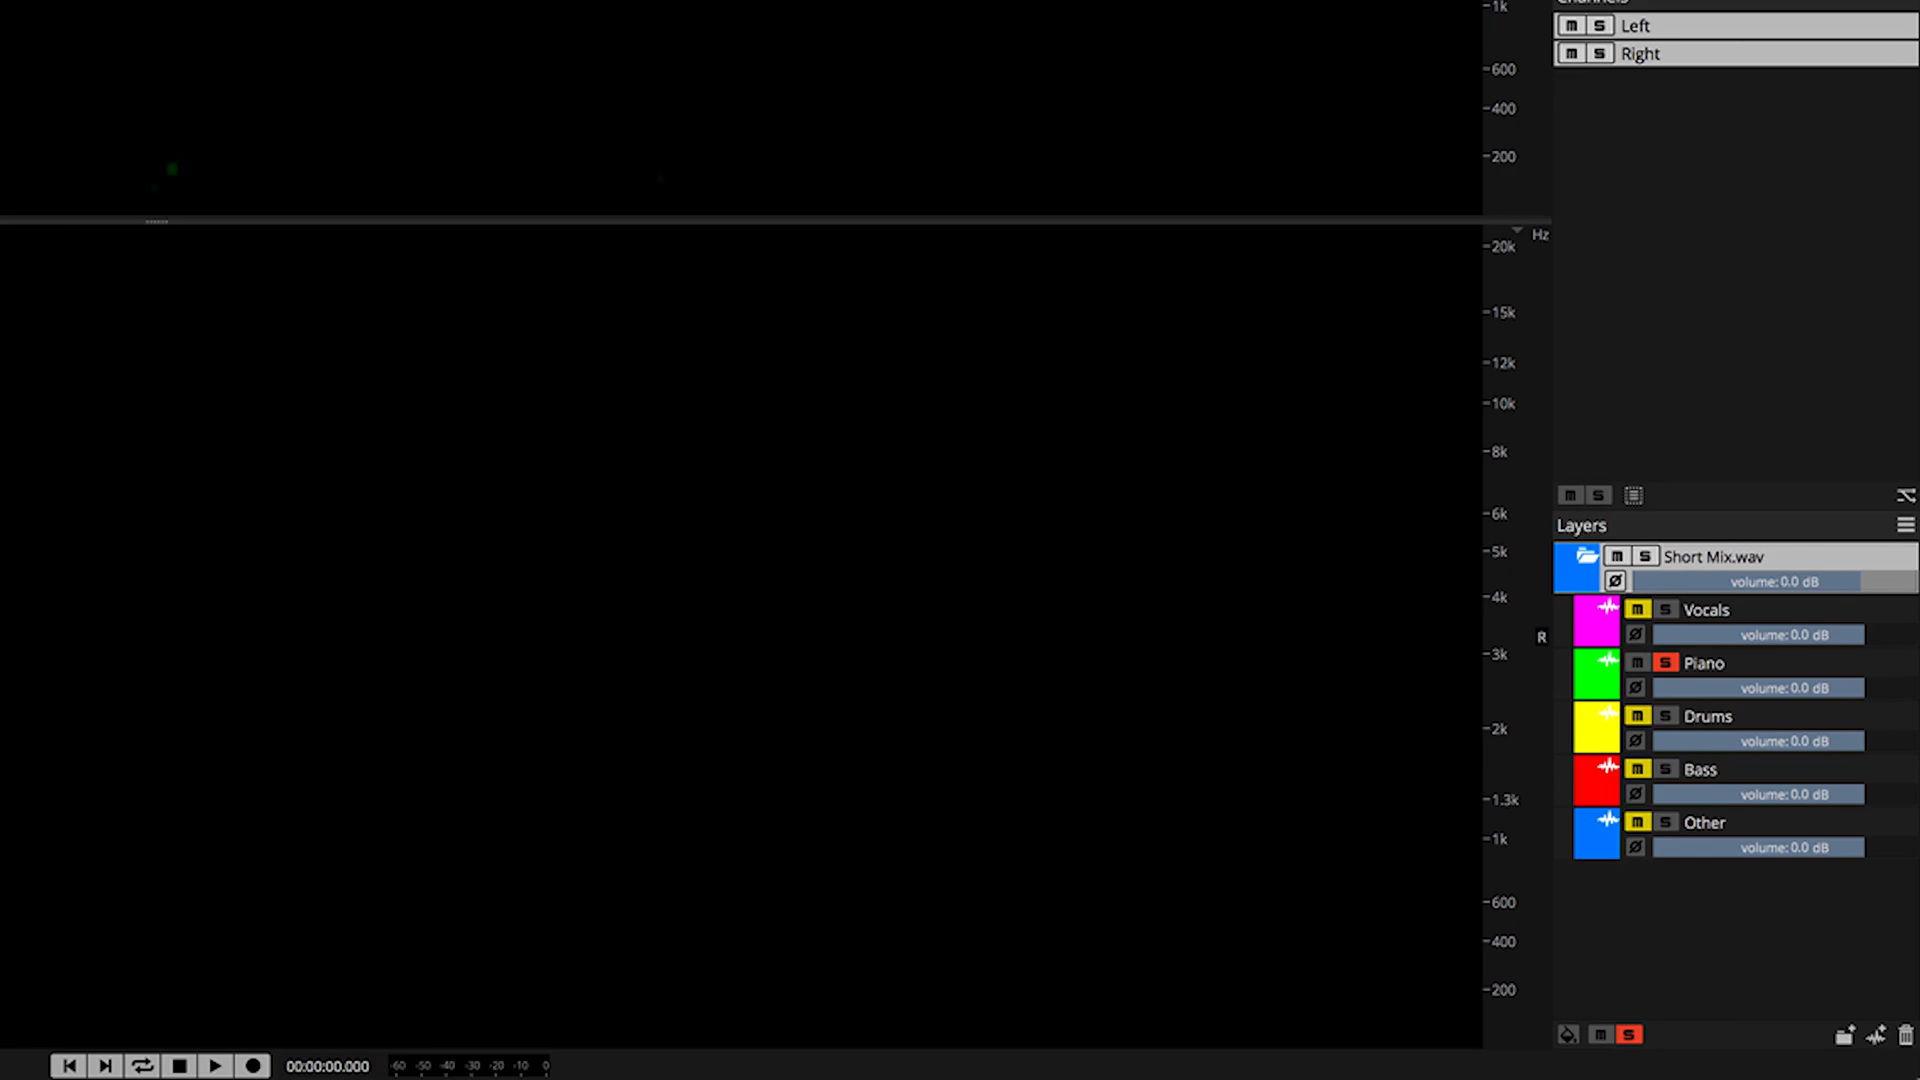 Channels
-1k
m S Left
m S Right
-600
-400
-200
Hz
-20k
-15k
-12k
-10k
-8k
m S
-6k
Layers
-5k
m S Short Mix.wav
volume: 0.0 dB
-4k
m S Vocals
R
volume: 0.0 dB
-3k
m S Piano
volume: 0.0 dB
m S Drums
-2k
volume: 0.0 dB
m S Bass
volume: 0.0 dB
-1.3k
m S Other
-1k
volume: 0.0 dB
-600
-400
-200
m S
00:00:00.000
-60 -50 -40 -30 -20 -10 0